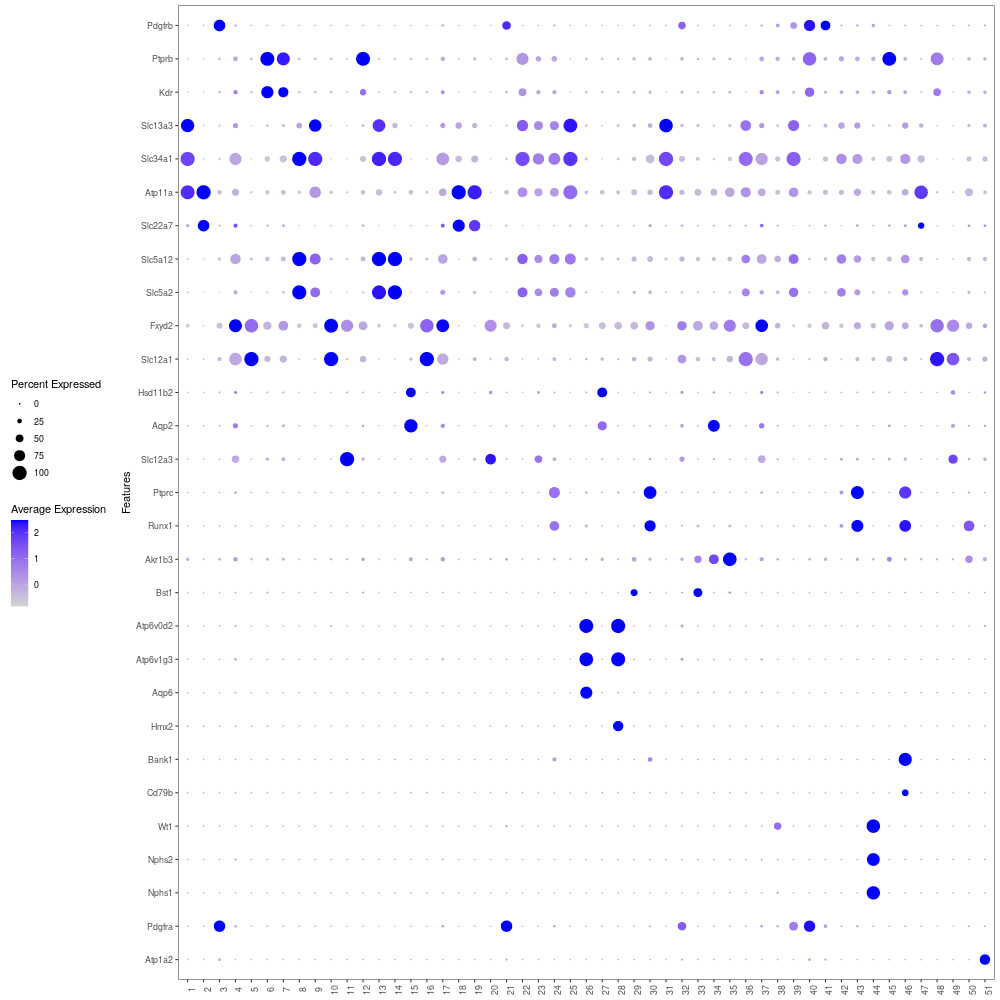 Pdgfrb
Ptprb
Kdr
Slc13a3
Slc34a1
Atp11a
Slc22a7
Slc5a12
Slc5a2
Fxyd2
Slc12a1
Hsd11b2
Aqp2
Slc12a3
Ptprc
Runx1
Akr1b3
Bst1
Atp6v0d2
Atp6v1g3
Aqp6
Hmx2
Bank1
Cd79b
Wt1
Nphs2
Nphs1
Pdgfra
Atp1a2
Features
Percent Expressed
0
25
50
75
100
Average Expression
2
1
0
1 2 3 4 5 6 7 8 9 10 11 12 13 14 15 16 17 18 19 20 21 22 23 24 25 26 27 28 29 30 31 32 33 34 35 36 37 38 39 40 41 42 43 44 45 46 47 48 49 50 51